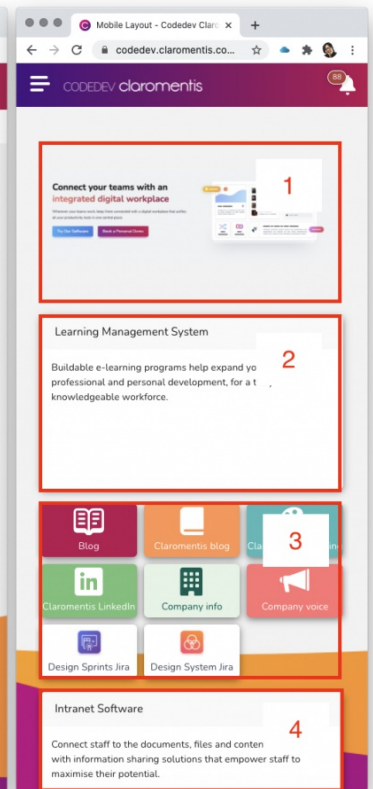 Mobile Layout - Codedev Claro
codedev.claromentis.co...
CODEDEV claromentis
88
Connect your teams with an
integrated digital workplace
Try Our Software
Book a Personal Demo
1
Learning Management System
2
Buildable e-learning programs help expand yo
professional and personal development, for a t
knowledgeable workforce.
Blog
Claromentis blog
3
Claromentis LinkedIn
Company info
Company voice
Design Sprints Jira
Design System Jira
Intranet Software
4
Connect staff to the documents, files and conten
with information sharing solutions that empower staff to
maximise their potential.